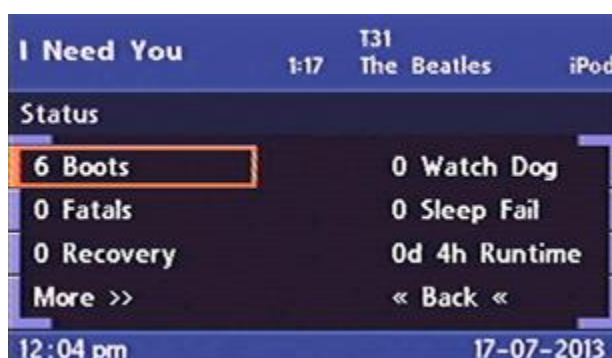 I Need You 1:17 T31 The Beatles iPod
Status
6 Boots 0 Watch Dog
0 Fatals 0 Sleep Fail
0 Recovery 0d 4h Runtime
More >> « Back «
12:04 pm 17-07-2013